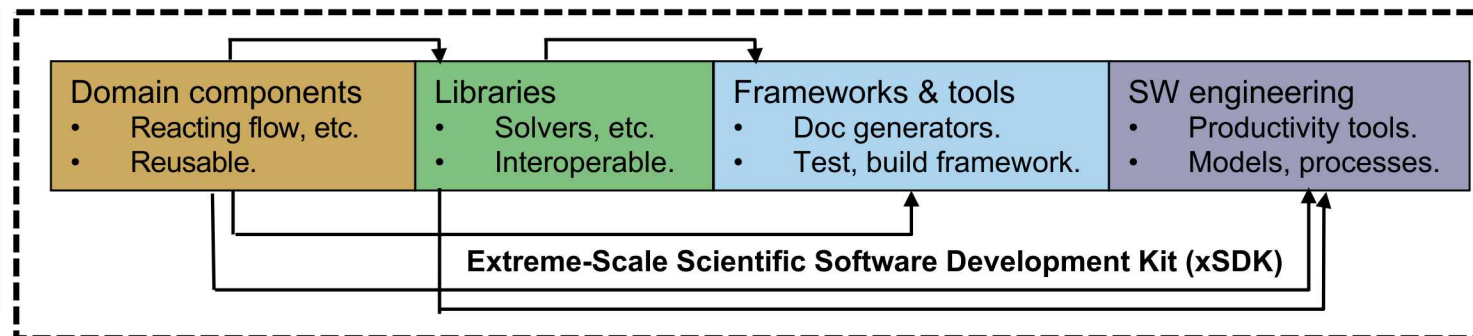 Domain components
• Reacting flow, etc.
• Reusable.
Libraries
• Solvers, etc.
• Interoperable.
Frameworks & tools
• Doc generators.
• Test, build framework.
SW engineering
• Productivity tools.
• Models, processes.
Extreme-Scale Scientific Software Development Kit (xSDK)